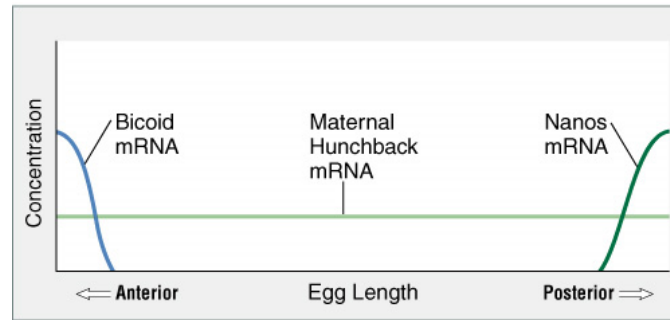 Concentration
Bicoid
mRNA
Maternal
Hunchback
mRNA
Nanos
mRNA
Anterior
Egg Length
Posterior